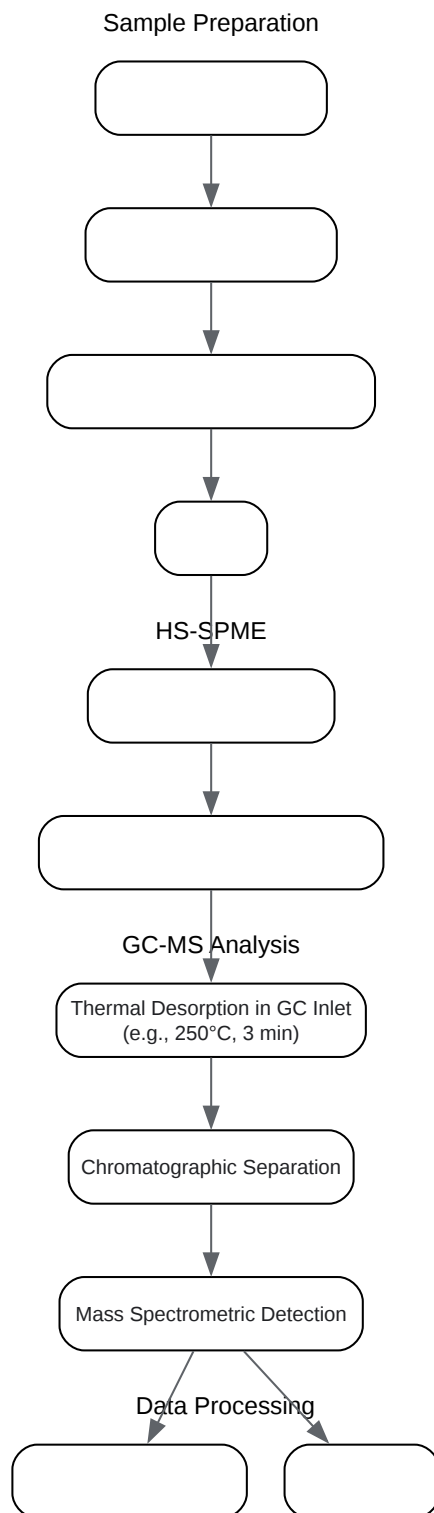 Sample Preparation
HS-SPME
GC-MS Analysis
Thermal Desorption in GC Inlet
(e.g., 250°C, 3 min)
Chromatographic Separation
Mass Spectrometric Detection
Data Processing